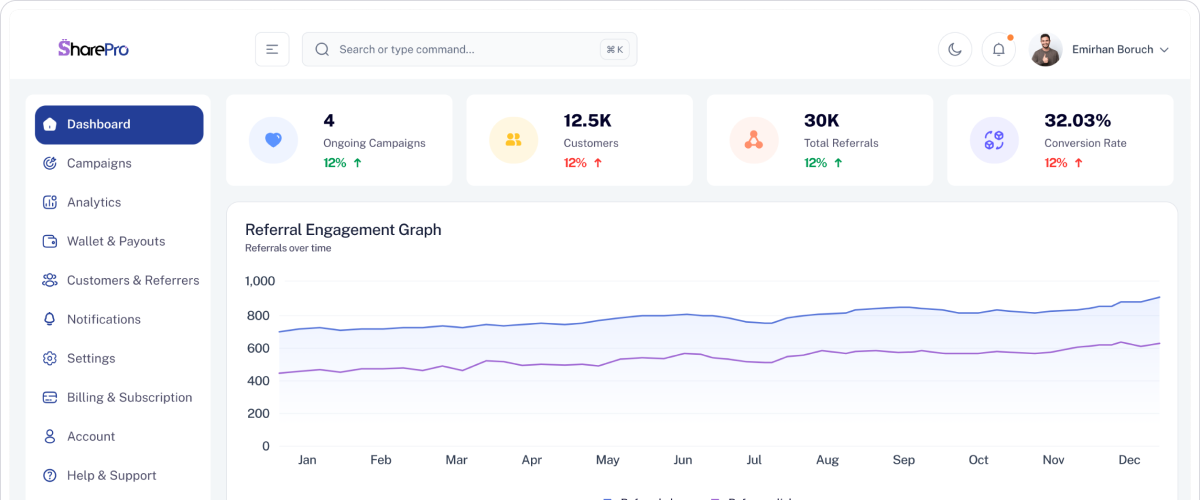 SharePro
Search or type command...
⌘ K
Emirhan Boruch
Dashboard
Campaigns
Analytics
Wallet & Payouts
Customers & Referrers
Notifications
Settings
Billing & Subscription
Account
Help & Support
4
Ongoing Campaigns
12% ↑
12.5K
Customers
12% ↑
30K
Total Referrals
12% ↑
32.03%
Conversion Rate
12% ↑
Referral Engagement Graph
Referrals over time
1,000
800
600
400
200
0
Jan Feb Mar Apr May Jun Jul Aug Sep Oct Nov Dec